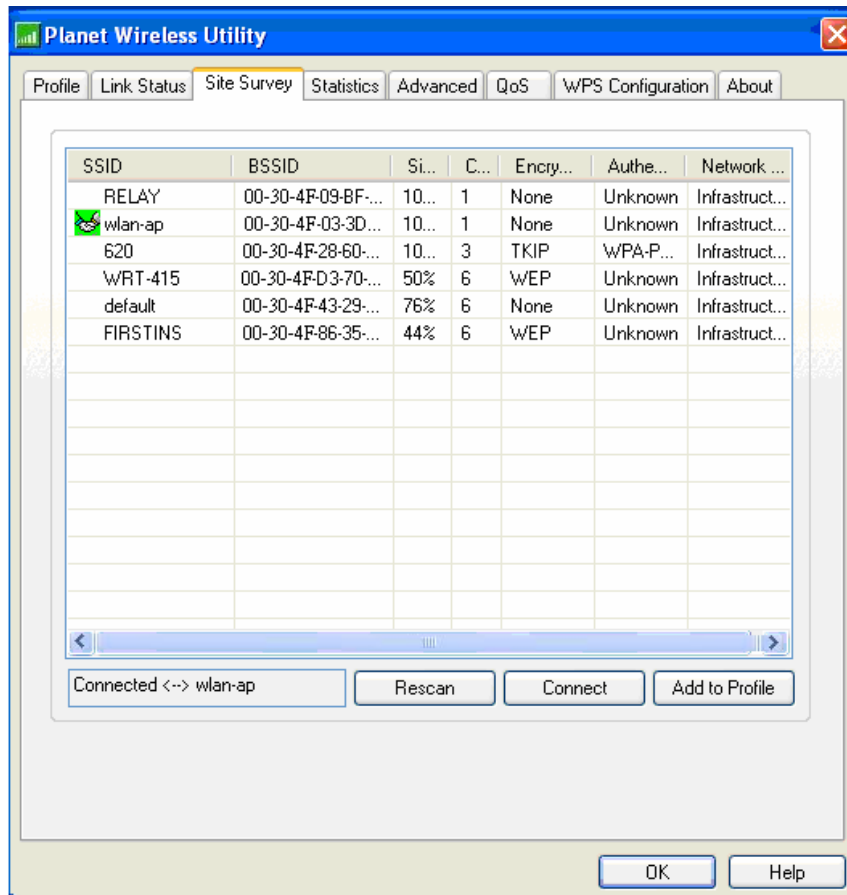 Planet Wireless Utility
Profile Link Status Site Survey Statistics Advanced QoS WPS Configuration About
SSID BSSID Si... C... Encry... Authe... Network ...
RELAY 00-30-4F-09-BF-... 10... 1 None Unknown Infrastruct...
wlan-ap 00-30-4F-03-3D... 10... 1 None Unknown Infrastruct...
620 00-30-4F-28-60-... 10... 3 TKIP WPA-P... Infrastruct...
WRT-415 00-30-4F-D3-70-... 50% 6 WEP Unknown Infrastruct...
default 00-30-4F-43-29-... 76% 6 None Unknown Infrastruct...
FIRSTINS 00-30-4F-86-35-... 44% 6 WEP Unknown Infrastruct...
Connected <--> wlan-ap Rescan Connect Add to Profile
OK Help